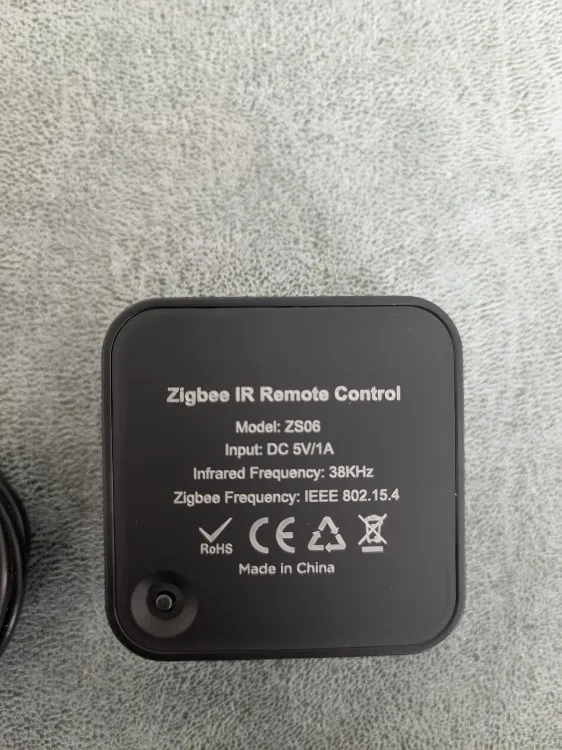 Zigbee IR Remote Control
Model: ZS06
Input: DC 5V/1A
Infrared Frequency: 38KHz
Zigbee Frequency: IEEE 802.15.4
RoHS CE
Made in China